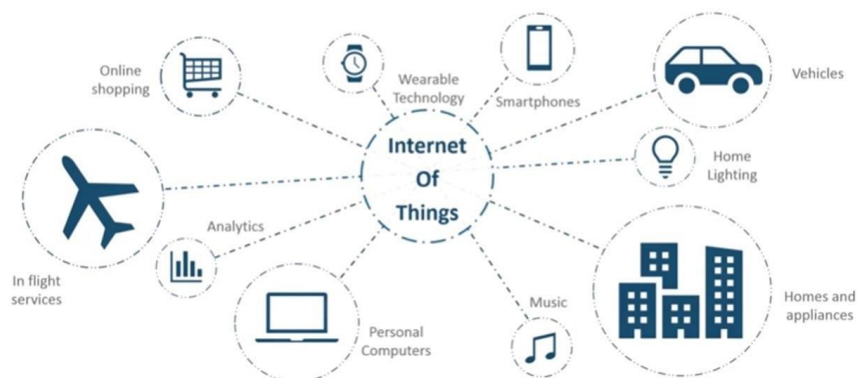 Online
shopping
Wearable
Technology
Smartphones
Vehicles
Internet
Of
Things
Home
Lighting
Analytics
In flight
services
Personal
Computers
Music
Homes and
appliances